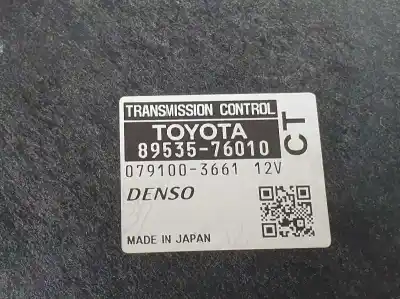 TRANSMISSION CONTROL
TOYOTA
89535-76010
CT
079100-3661 12V
DENSO
MADE IN JAPAN